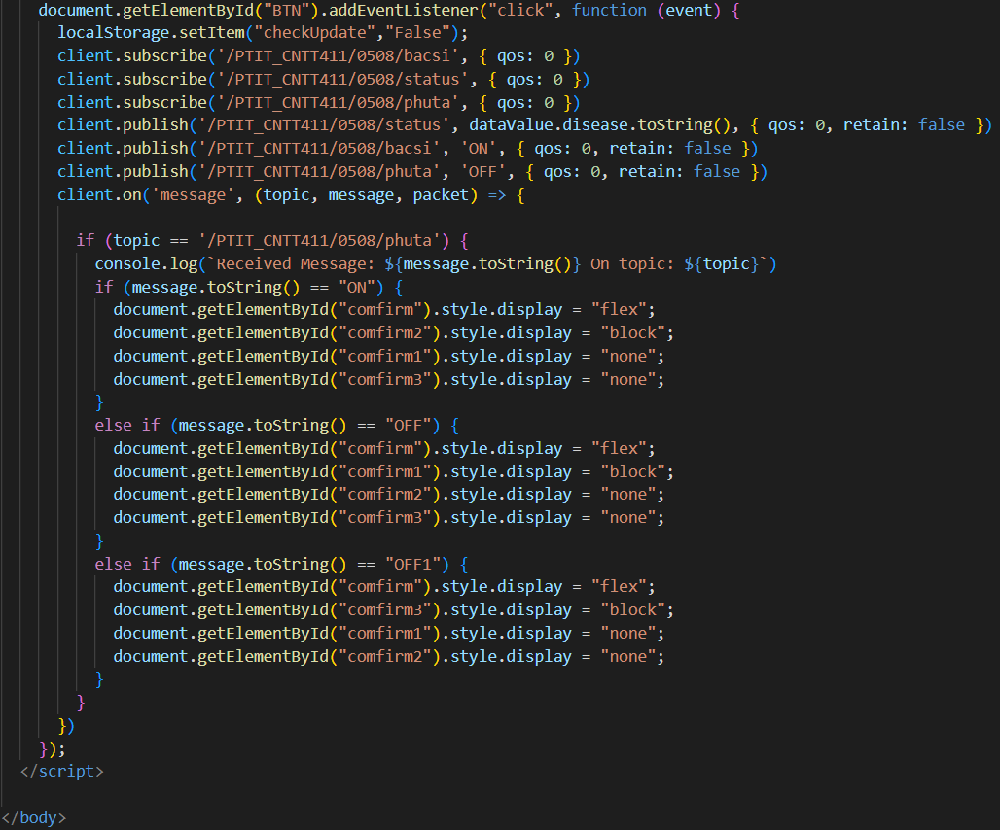 document.getElementById("BTN").addEventListener("click", function (event) {
localStorage.setItem("checkUpdate","False");
client.subscribe('/PTIT_CNTT411/0508/bacsi', { qos: 0 })
client.subscribe('/PTIT_CNTT411/0508/status', { qos: 0 })
client.subscribe('/PTIT_CNTT411/0508/phuta', { qos: 0 })
client.publish('/PTIT_CNTT411/0508/status', dataValue.disease.toString(), { qos: 0, retain: false })
client.publish('/PTIT_CNTT411/0508/bacsi', 'ON', { qos: 0, retain: false })
client.publish('/PTIT_CNTT411/0508/phuta', 'OFF', { qos: 0, retain: false })
client.on('message', (topic, message, packet) => {
if (topic == '/PTIT_CNTT411/0508/phuta') {
console.log(`Received Message: ${message.toString()} On topic: ${topic}`)
if (message.toString() == "ON") {
document.getElementById("comfirm").style.display = "flex";
document.getElementById("comfirm2").style.display = "block";
document.getElementById("comfirm1").style.display = "none";
document.getElementById("comfirm3").style.display = "none";
}
else if (message.toString() == "OFF") {
document.getElementById("comfirm").style.display = "flex";
document.getElementById("comfirm1").style.display = "block";
document.getElementById("comfirm2").style.display = "none";
document.getElementById("comfirm3").style.display = "none";
}
else if (message.toString() == "OFF1") {
document.getElementById("comfirm").style.display = "flex";
document.getElementById("comfirm3").style.display = "block";
document.getElementById("comfirm1").style.display = "none";
document.getElementById("comfirm2").style.display = "none";
}
}
})
});
</script>
</body>